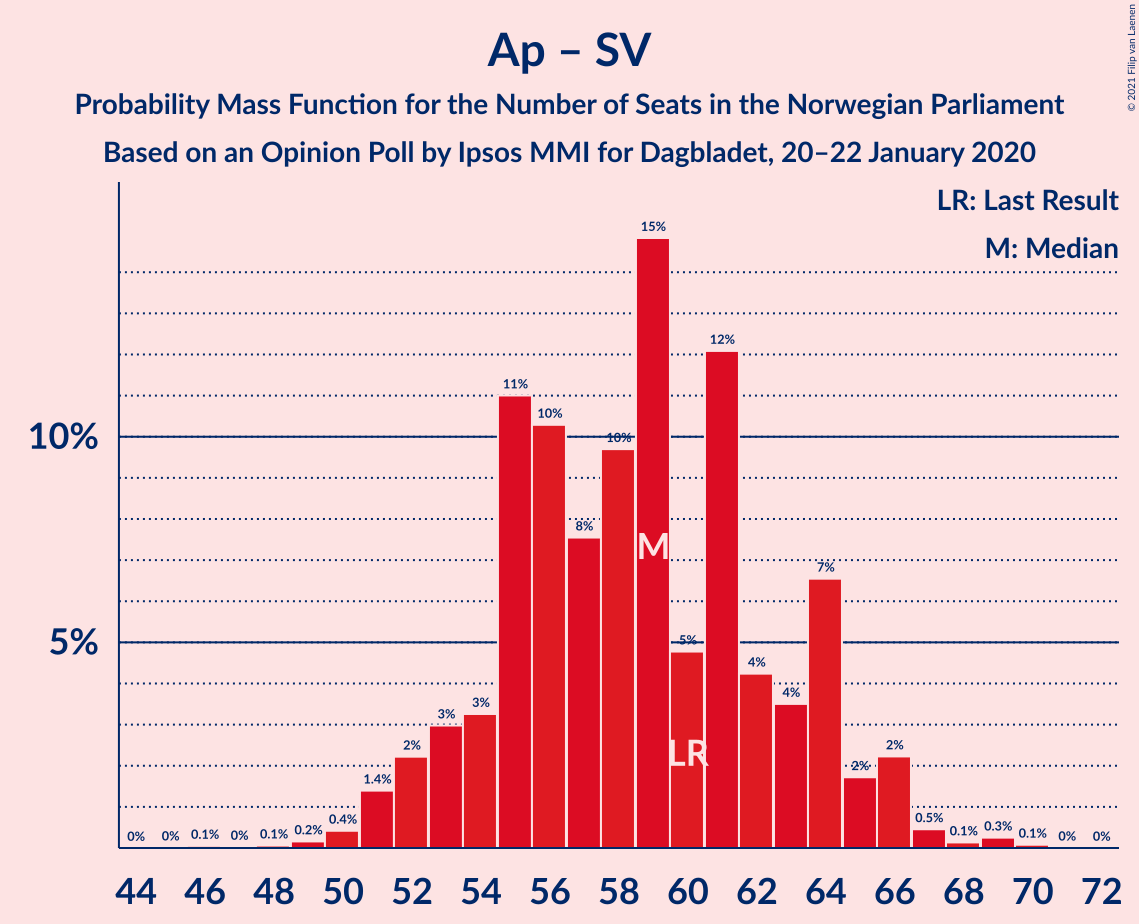 © 2021 Filip van Laenen
Ap – SV
Probability Mass Function for the Number of Seats in the Norwegian Parliament
Based on an Opinion Poll by Ipsos MMI for Dagbladet, 20–22 January 2020
LR: Last Result
M: Median
10%
5%
0% 0% 0.1% 0% 0.1% 0.2% 0.4% 1.4% 2% 3% 3% 11% 10% 8% 10% 15% 5% 12% 4% 4% 7% 2% 2% 0.5% 0.1% 0.3% 0.1% 0% 0%
M
LR
44 46 48 50 52 54 56 58 60 62 64 66 68 70 72